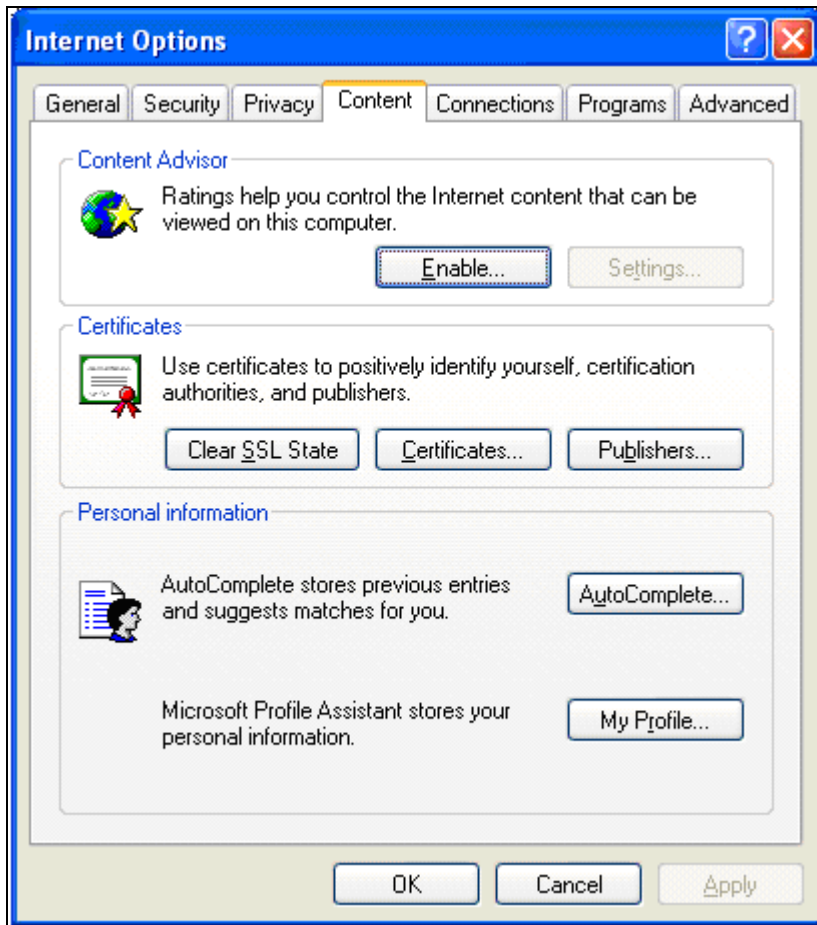 Internet Options
General Security Privacy Content Connections Programs Advanced
Content Advisor
Ratings help you control the Internet content that can be
viewed on this computer.
Enable... Settings...
Certificates
Use certificates to positively identify yourself, certification
authorities, and publishers.
Clear SSL State Certificates... Publishers...
Personal information
AutoComplete stores previous entries
and suggests matches for you.
AutoComplete...
Microsoft Profile Assistant stores your
personal information.
My Profile...
OK Cancel Apply